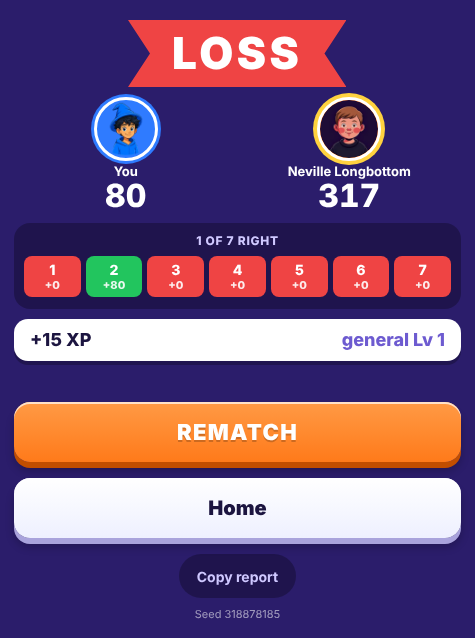 LOSS
You
Neville Longbottom
80
317
1 OF 7 RIGHT
1 2 3 4 5 6 7
+0 +80 +0 +0 +0 +0 +0
+15 XP
general Lv 1
REMATCH
Home
Copy report
Seed 318878185